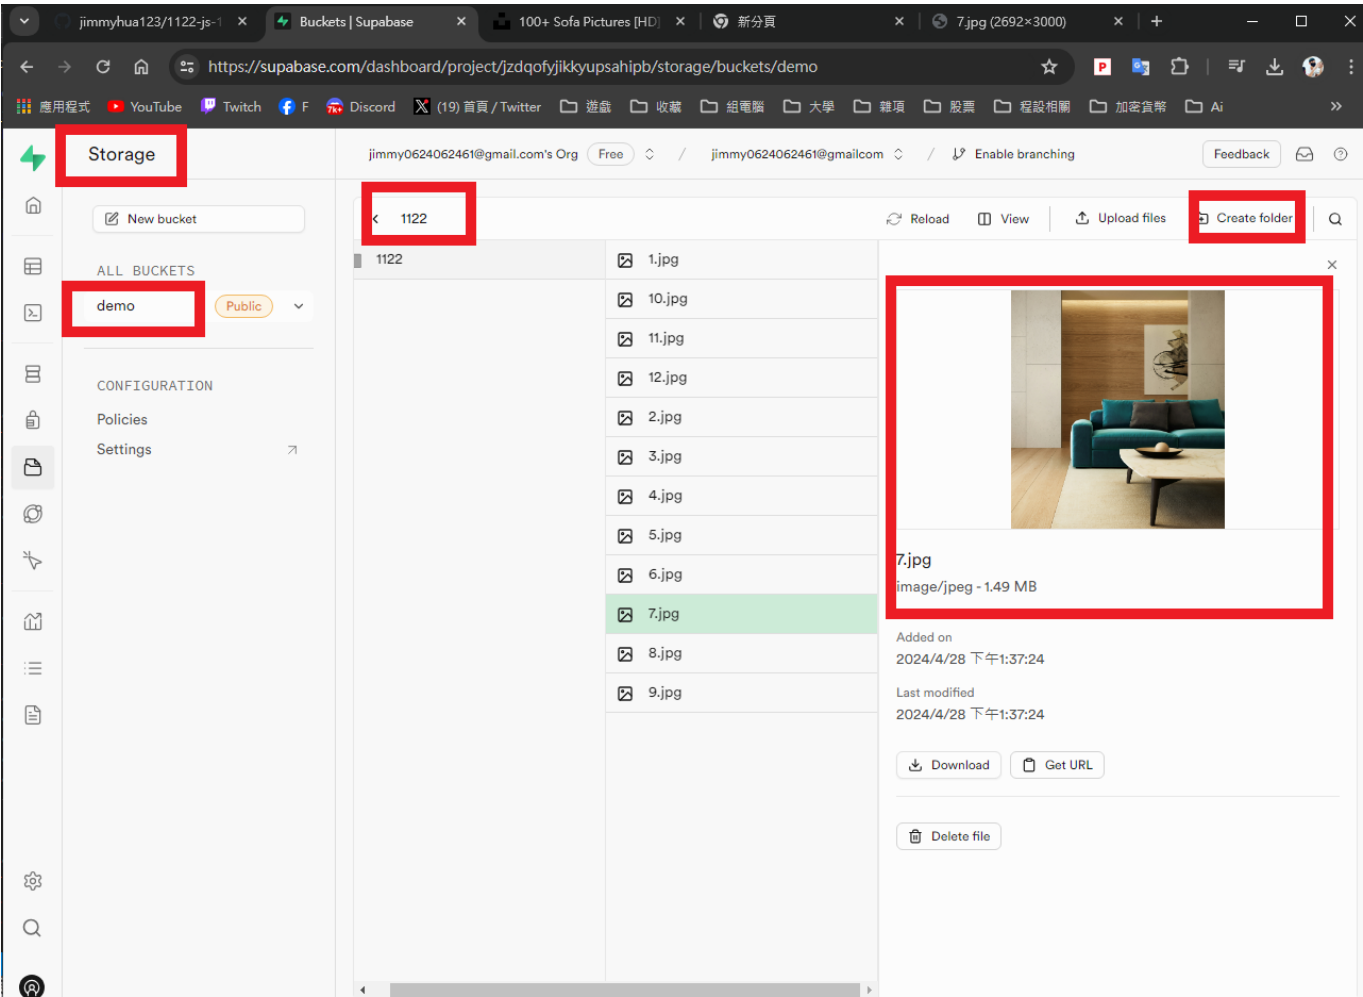 jimmyhua123/1122-js-1
Buckets | Supabase
100+ Sofa Pictures [HD]
新分頁
7.jpg (2692×3000)
https://supabase.com/dashboard/project/jzdqofyjikkyupsahipb/storage/buckets/demo
應用程式
YouTube
Twitch
F
Discord
(19) 首頁 / Twitter
遊戲
收藏
組電腦
大學
雜項
股票
程設相關
加密貨幣
Ai
Storage
jimmy0624062461@gmail.com's Org
Free
/
jimmy0624062461@gmailcom
/
Enable branching
Feedback
New bucket
1122
Reload
View
Upload files
Create folder
ALL BUCKETS
demo
Public
CONFIGURATION
Policies
Settings
1122
1.jpg
10.jpg
11.jpg
12.jpg
2.jpg
3.jpg
4.jpg
5.jpg
6.jpg
7.jpg
8.jpg
9.jpg
7.jpg
image/jpeg - 1.49 MB
Added on
2024/4/28 下午1:37:24
Last modified
2024/4/28 下午1:37:24
Download
Get URL
Delete file